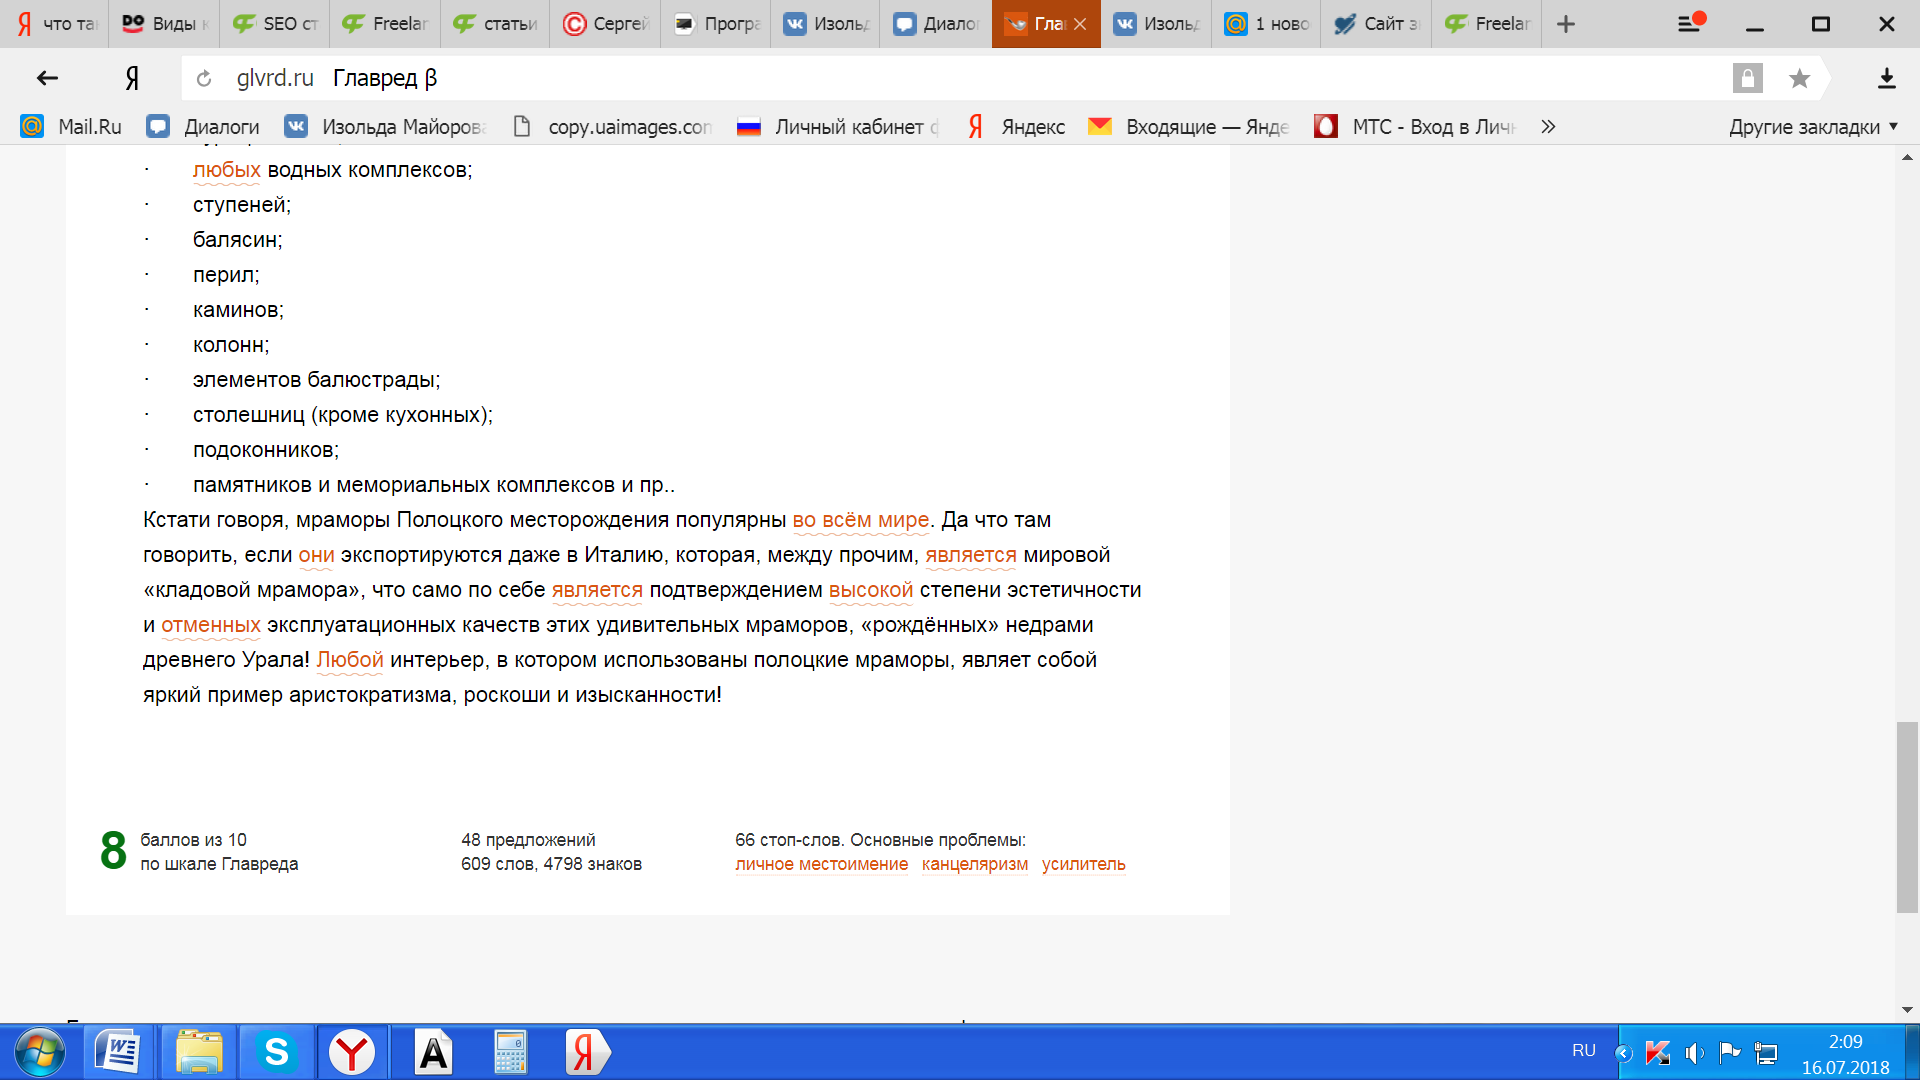 что та
Виды к
SEO ст
Freelar
статьи
Сергей
Програ
Изольд
Диалог
Глав
Изольд
1 ново
Сайт з
Freelar
Я glvrd.ru Главред β
Mail.Ru Диалоги Изольда Майорова copy.uaimages.com Личный кабинет Яндекс Входящие — Янде МТС - Вход в Личн » Другие закладки
· любых водных комплексов;
· ступеней;
· балясин;
· перил;
· каминов;
· колонн;
· элементов балюстрады;
· столешниц (кроме кухонных);
· подоконников;
· памятников и мемориальных комплексов и пр..
Кстати говоря, мраморы Полоцкого месторождения популярны во всём мире. Да что там
говорить, если они экспортируются даже в Италию, которая, между прочим, является мировой
«кладовой мрамора», что само по себе является подтверждением высокой степени эстетичности
и отменных эксплуатационных качеств этих удивительных мраморов, «рождённых» недрами
древнего Урала! Любой интерьер, в котором использованы полоцкие мраморы, являет собой
яркий пример аристократизма, роскоши и изысканности!
8 баллов из 10
по шкале Главреда
48 предложений
609 слов, 4798 знаков
66 стоп-слов. Основные проблемы:
личное местоимение канцеляризм усилитель
RU
2:09
16.07.2018